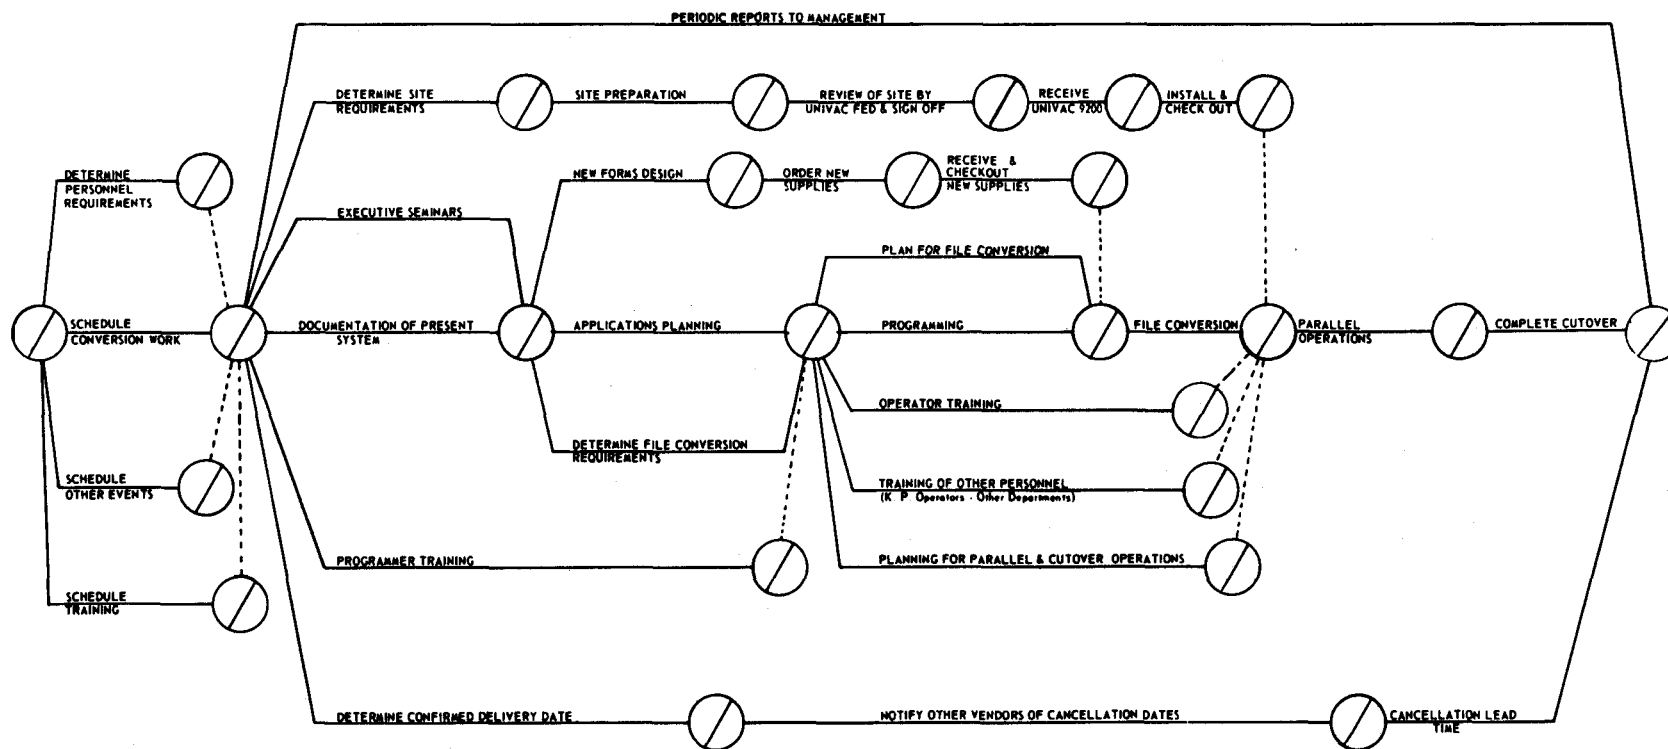 PERIODIC REPORTS TO MANAGEMENT
DETERMINE SITE
REQUIREMENTS
SITE PREPARATION
REVIEW OF SITE BY
UNIVAC FED & SIGN OFF
RECEIVE
UNIVAC 9200
INSTALL &
CHECK OUT
DETERMINE
PERSONNEL
REQUIREMENTS
NEW FORMS DESIGN
ORDER NEW
SUPPLIES
RECEIVE &
CHECKOUT
NEW SUPPLIES
EXECUTIVE SEMINARS
PLAN FOR FILE CONVERSION
SCHEDULE
CONVERSION WORK
DOCUMENTATION OF PRESENT
SYSTEM
APPLICATIONS PLANNING
PROGRAMMING
FILE CONVERSION
PARALLEL
OPERATIONS
COMPLETE CUTOVER
OPERATOR TRAINING
DETERMINE FILE CONVERSION
REQUIREMENTS
SCHEDULE
OTHER EVENTS
TRAINING OF OTHER PERSONNEL
(K P Operators - Other Departments)
PROGRAMMER TRAINING
PLANNING FOR PARALLEL & CUTOVER OPERATIONS
SCHEDULE
TRAINING
DETERMINE CONFIRMED DELIVERY DATE
NOTIFY OTHER VENDORS OF CANCELLATION DATES
CANCELLATION LEAD
TIME